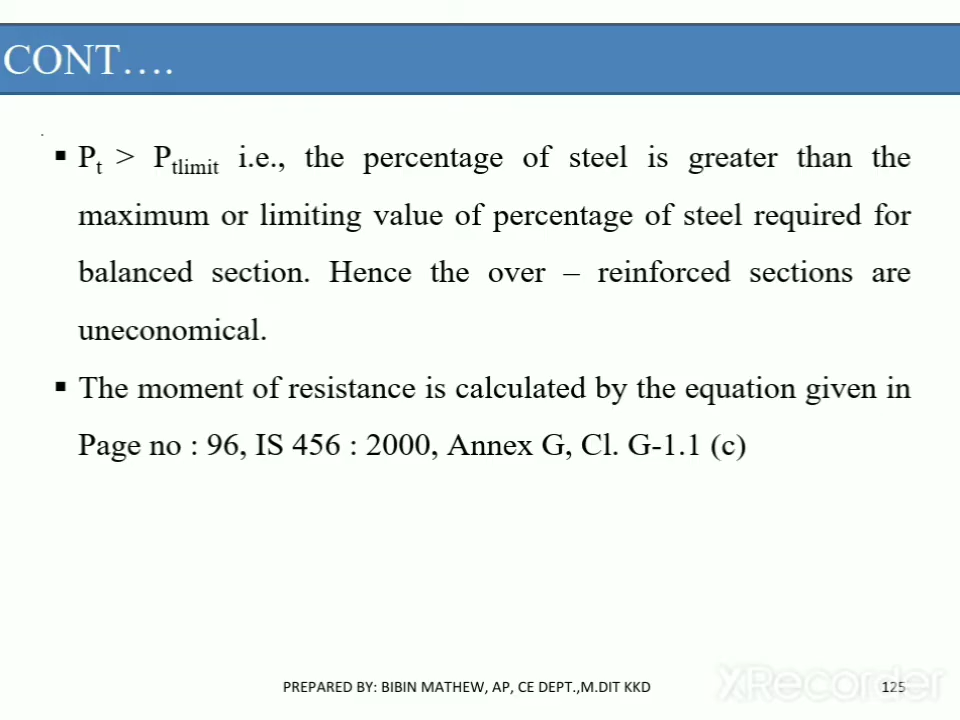 CONT….
▪ Pt > Ptlimit i.e., the percentage of steel is greater than the
maximum or limiting value of percentage of steel required for
balanced section. Hence the over – reinforced sections are
uneconomical.
▪ The moment of resistance is calculated by the equation given in
Page no : 96, IS 456 : 2000, Annex G, Cl. G-1.1 (c)
PREPARED BY: BIBIN MATHEW, AP, CE DEPT.,M.DIT KKD
XRecorder
125